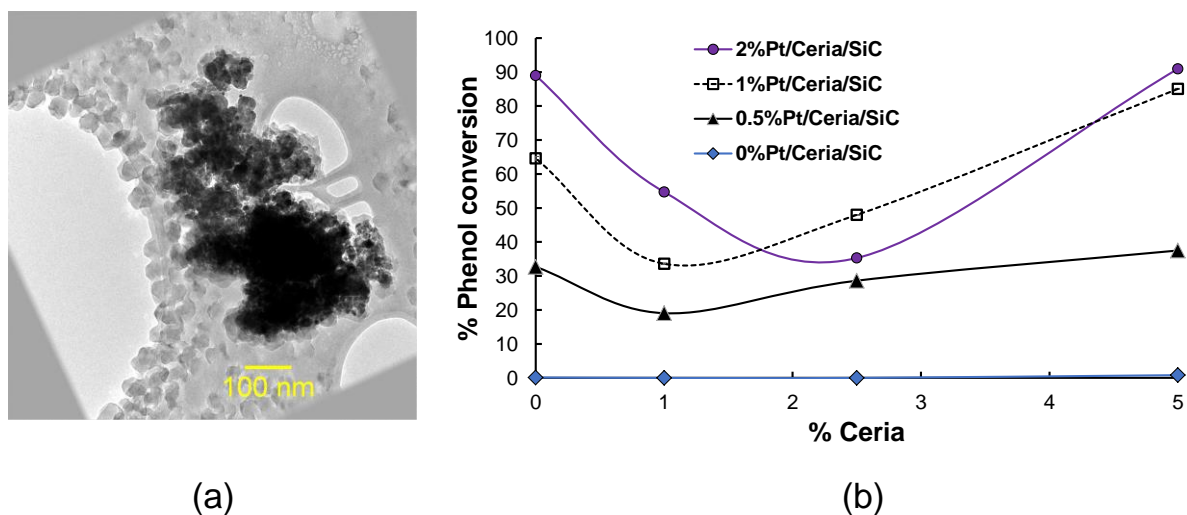 100 nm
(a)
% Phenol conversion
100
90
80
70
60
50
40
30
20
10
0
2%Pt/Ceria/SiC
1%Pt/Ceria/SiC
0.5%Pt/Ceria/SiC
0%Pt/Ceria/SiC
0 1 2 3 4 5
% Ceria
(b)